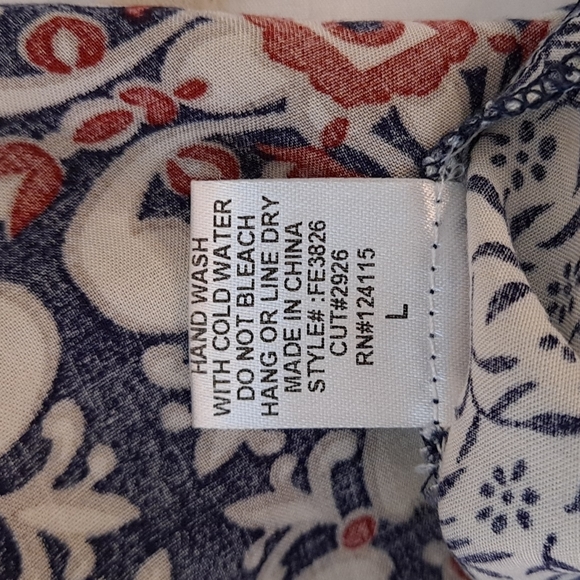 HAND WASH
WITH COLD WATER
DO NOT BLEACH
HANG OR LINE DRY
MADE IN CHINA
STYLE# :FE3826
CUT#2926
RN#124115
L